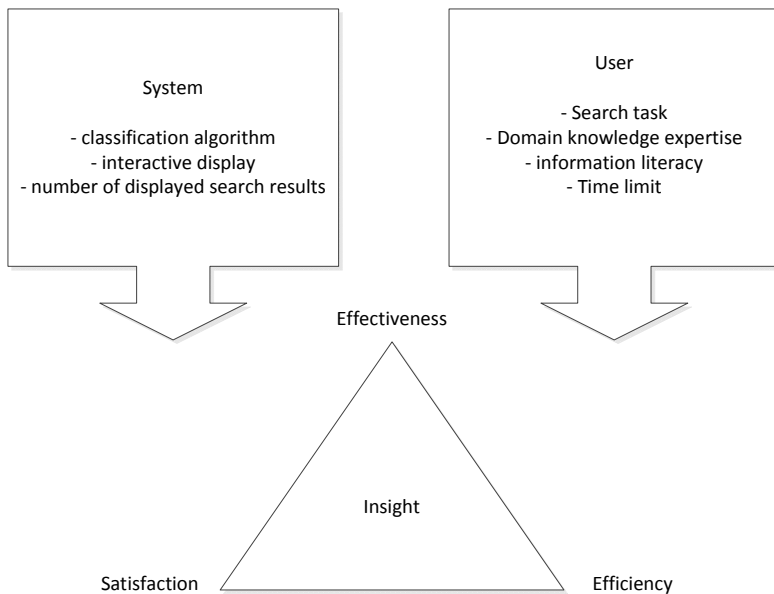 System
- classification algorithm
- interactive display
- number of displayed search results
User
- Search task
- Domain knowledge expertise
- information literacy
- Time limit
Effectiveness
Insight
Satisfaction
Efficiency